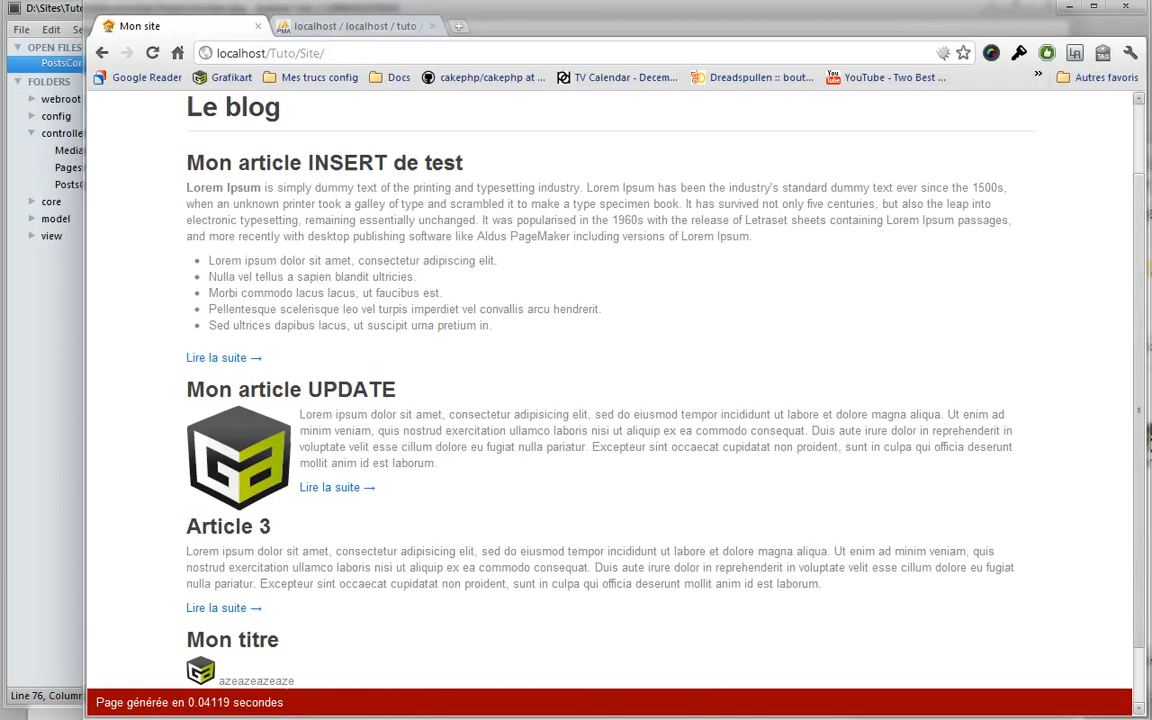 D:\Sites\Tuto
Mon site
localhost / localhost / tuto
File Edit Se
localhost/Tuto/Site/
OPEN FILES
PostsCon
FOLDERS
webroot
config
controlle
Media
Pages
Posts
core
model
view
Google Reader Grafikart Mes trucs config Docs cakephp/cakephp at ... TV Calendar - Decem... Dreadspullen :: bout... YouTube - Two Best ... » Autres favoris
Le blog
Mon article INSERT de test
Lorem Ipsum is simply dummy text of the printing and typesetting industry. Lorem Ipsum has been the industry's standard dummy text ever since the 1500s,
when an unknown printer took a galley of type and scrambled it to make a type specimen book. It has survived not only five centuries, but also the leap into
electronic typesetting, remaining essentially unchanged. It was popularised in the 1960s with the release of Letraset sheets containing Lorem Ipsum passages,
and more recently with desktop publishing software like Aldus PageMaker including versions of Lorem Ipsum.
• Lorem ipsum dolor sit amet, consectetur adipiscing elit.
• Nulla vel tellus a sapien blandit ultricies.
• Morbi commodo lacus lacus, ut faucibus est.
• Pellentesque scelerisque leo vel turpis imperdiet vel convallis arcu hendrerit.
• Sed ultrices dapibus lacus, ut suscipit urna pretium in.
Lire la suite →
Mon article UPDATE
Lorem ipsum dolor sit amet, consectetur adipisicing elit, sed do eiusmod tempor incididunt ut labore et dolore magna aliqua. Ut enim ad
minim veniam, quis nostrud exercitation ullamco laboris nisi ut aliquip ex ea commodo consequat. Duis aute irure dolor in reprehenderit in
voluptate velit esse cillum dolore eu fugiat nulla pariatur. Excepteur sint occaecat cupidatat non proident, sunt in culpa qui officia deserunt
mollit anim id est laborum.
Lire la suite →
Article 3
Lorem ipsum dolor sit amet, consectetur adipisicing elit, sed do eiusmod tempor incididunt ut labore et dolore magna aliqua. Ut enim ad minim veniam, quis
nostrud exercitation ullamco laboris nisi ut aliquip ex ea commodo consequat. Duis aute irure dolor in reprehenderit in voluptate velit esse cillum dolore eu fugiat
nulla pariatur. Excepteur sint occaecat cupidatat non proident, sunt in culpa qui officia deserunt mollit anim id est laborum.
Lire la suite →
Mon titre
azeazeazeaze
Line 76, Column
Page générée en 0.04119 secondes